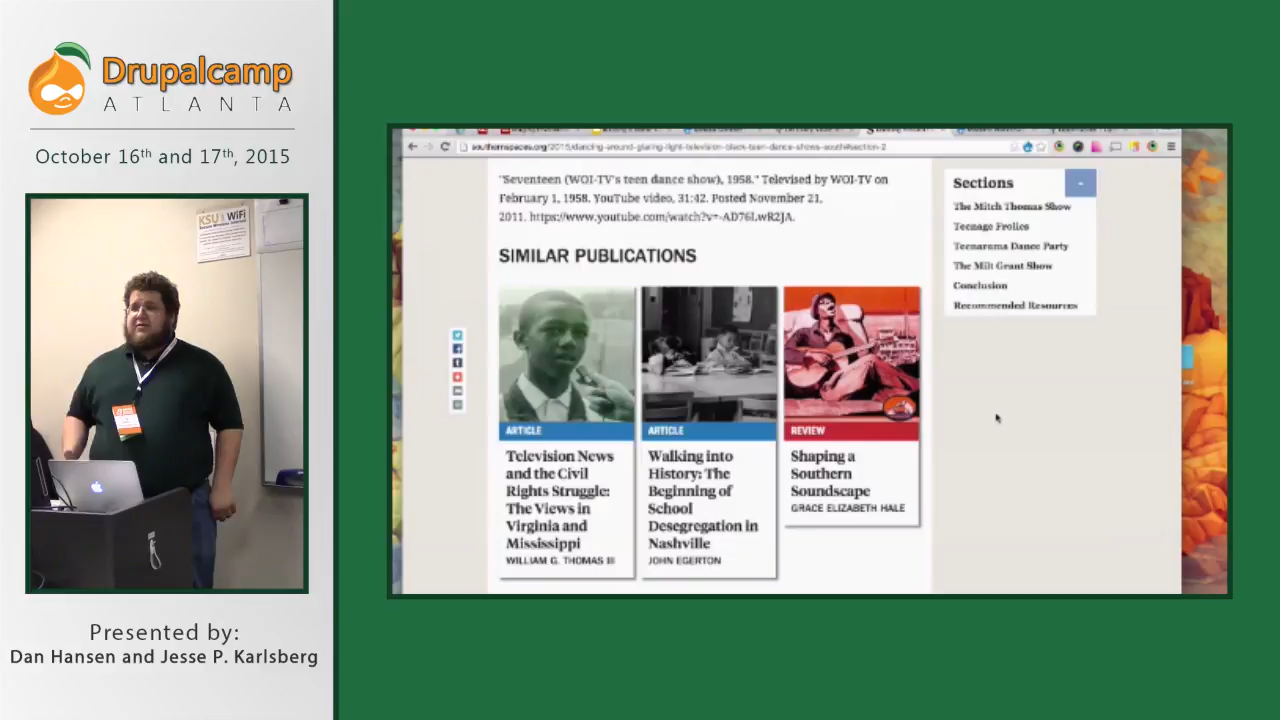 Drupalcamp
ATLANTA
October 16th and 17th, 2015
KSU's WiFi
Presented by:
Dan Hansen and Jesse P. Karlsberg
"Seventeen (WOI-TV's teen dance show), 1958." Televised by WOI-TV on
February 1, 1958. YouTube video, 31:42. Posted November 21,
2011. https://www.youtube.com/watch?v=
SIMILAR PUBLICATIONS
ARTICLE
Television News
and the Civil
Rights Struggle:
The Views in
Virginia and
Mississippi
WILLIAM G. THOMAS III
ARTICLE
Walking into
History: The
Beginning of
School
Desegregation in
Nashville
JOHN EGERTON
REVIEW
Shaping a
Southern
Soundscape
GRACE ELIZABETH HALE
Sections
-
The Mitch Thomas Show
Teenage Frolics
Teenarama Dance Party
The Milt Grant Show
Conclusion
Recommended Resources